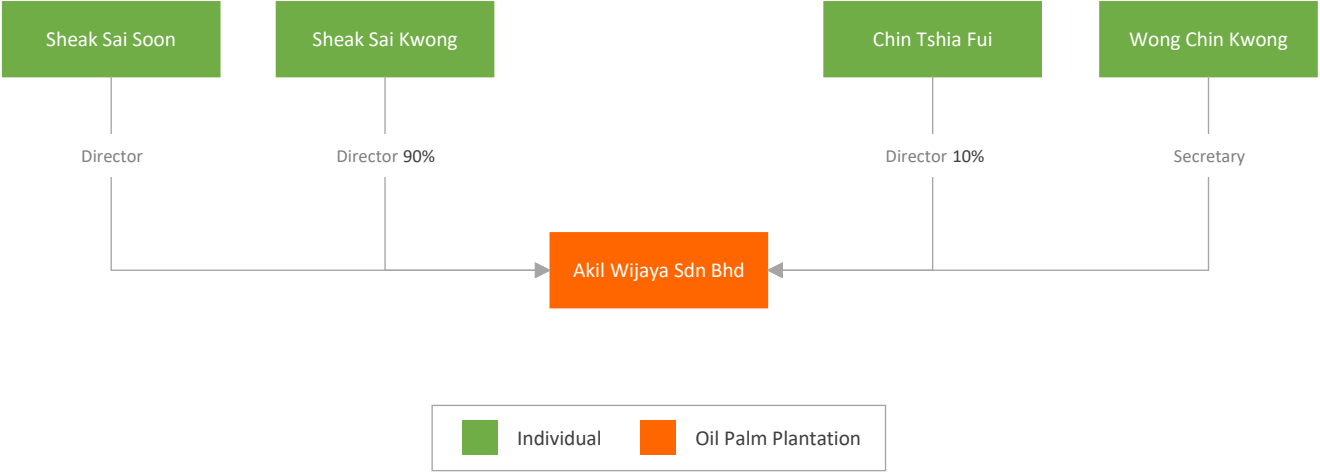 Sheak Sai Soon
Sheak Sai Kwong
Chin Tshia Fui
Wong Chin Kwong
Director
Director 90%
Director 10%
Secretary
Akil Wijaya Sdn Bhd
Individual
Oil Palm Plantation